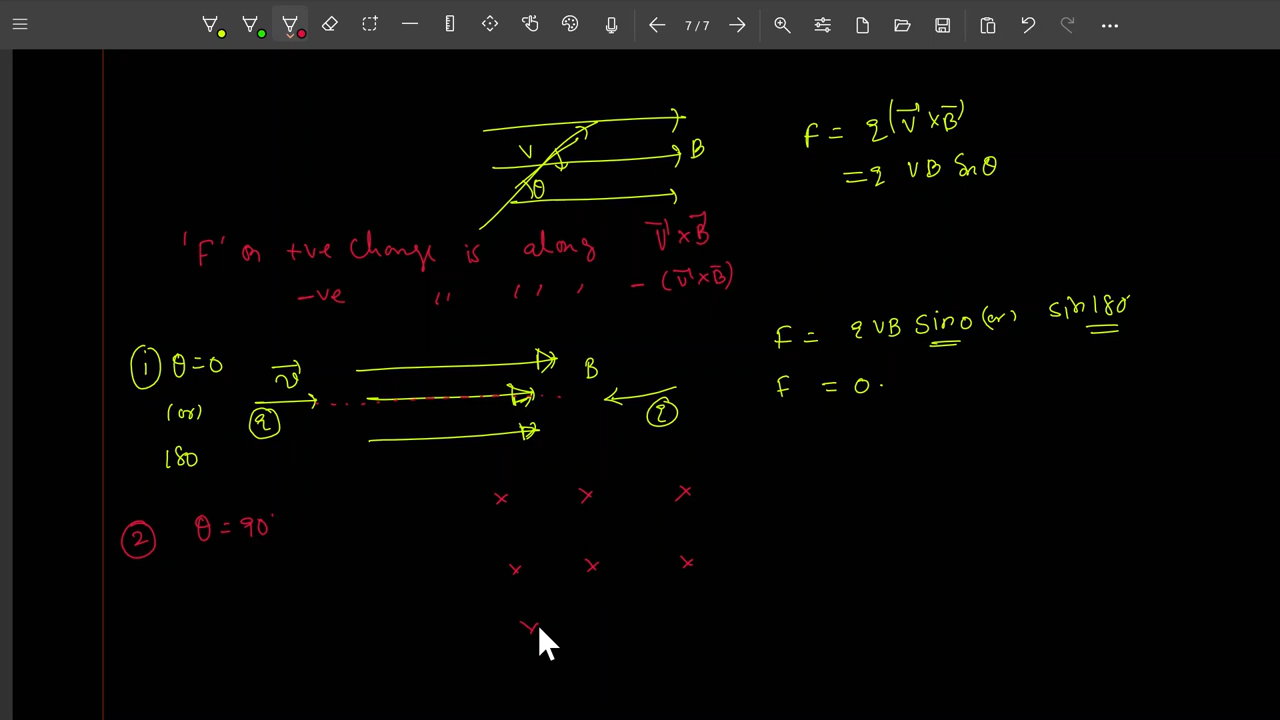 7/7
F = q(V⃗ × B̄)
= q VB Sinθ
V
B
θ
'F' on +ve Charge is along V⃗ × B⃗
-ve " " " " - (V⃗ × B̄)
F = q VB Sin0 (or) sin180°
F = 0.
① θ = 0
(or)
180
v⃗
q
B
q
② θ = 90°
× × ×
× × ×